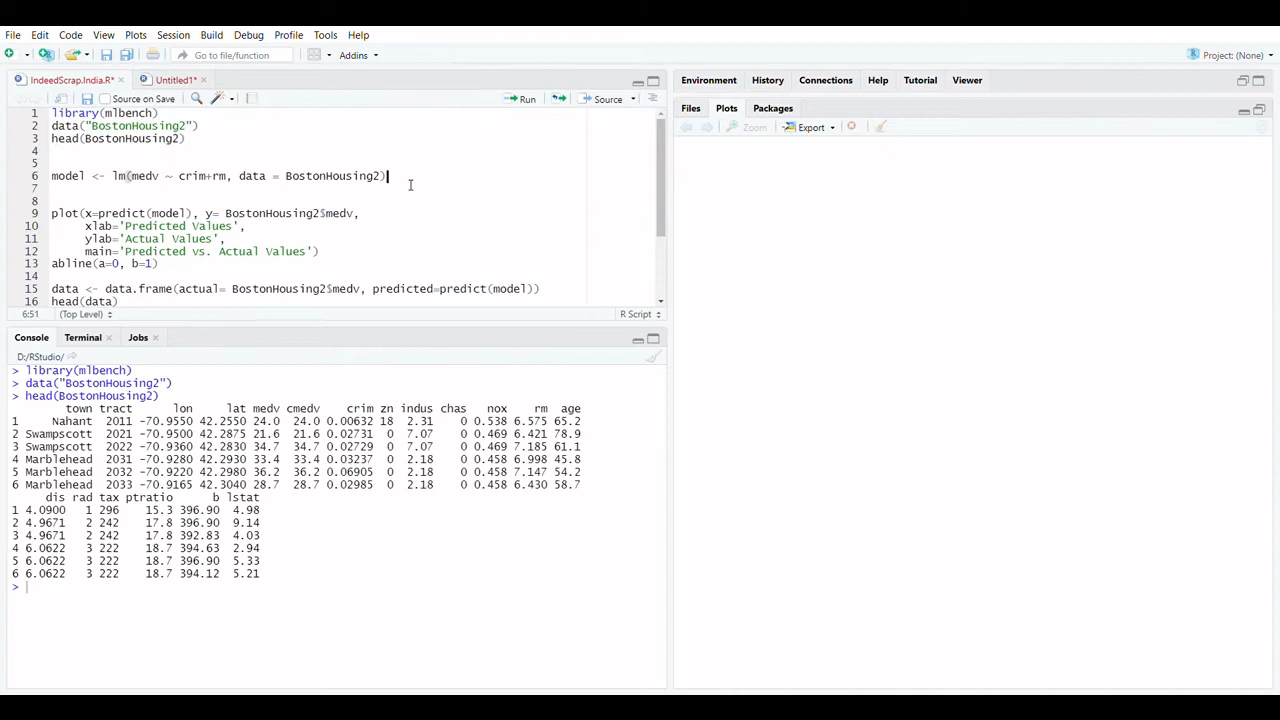 File Edit Code View Plots Session Build Debug Profile Tools Help
Go to file/function Addins Project: (None)
IndeedScrap.India.R* Untitled1*
Environment History Connections Help Tutorial Viewer
Source on Save Run Source
Files Plots Packages
Zoom Export
1 library(mlbench)
2 data("BostonHousing2")
3 head(BostonHousing2)
4
5
6 model <- lm(medv ~ crim+rm, data = BostonHousing2)
7
8
9 plot(x=predict(model), y= BostonHousing2$medv,
10 xlab='Predicted Values',
11 ylab='Actual Values',
12 main='Predicted vs. Actual Values')
13 abline(a=0, b=1)
14
15 data <- data.frame(actual= BostonHousing2$medv, predicted=predict(model))
16 head(data)
6:51 (Top Level) R Script
Console Terminal Jobs
D:/RStudio/
> library(mlbench)
> data("BostonHousing2")
> head(BostonHousing2)
town tract lon lat medv cmedv crim zn indus chas nox rm age
1 Nahant 2011 -70.9550 42.2550 24.0 24.0 0.00632 18 2.31 0 0.538 6.575 65.2
2 Swampscott 2021 -70.9500 42.2875 21.6 21.6 0.02731 0 7.07 0 0.469 6.421 78.9
3 Swampscott 2022 -70.9360 42.2830 34.7 34.7 0.02729 0 7.07 0 0.469 7.185 61.1
4 Marblehead 2031 -70.9280 42.2930 33.4 33.4 0.03237 0 2.18 0 0.458 6.998 45.8
5 Marblehead 2032 -70.9220 42.2980 36.2 36.2 0.06905 0 2.18 0 0.458 7.147 54.2
6 Marblehead 2033 -70.9165 42.3040 28.7 28.7 0.02985 0 2.18 0 0.458 6.430 58.7
dis rad tax ptratio b lstat
1 4.0900 1 296 15.3 396.90 4.98
2 4.9671 2 242 17.8 396.90 9.14
3 4.9671 2 242 17.8 392.83 4.03
4 6.0622 3 222 18.7 394.63 2.94
5 6.0622 3 222 18.7 396.90 5.33
6 6.0622 3 222 18.7 394.12 5.21
>